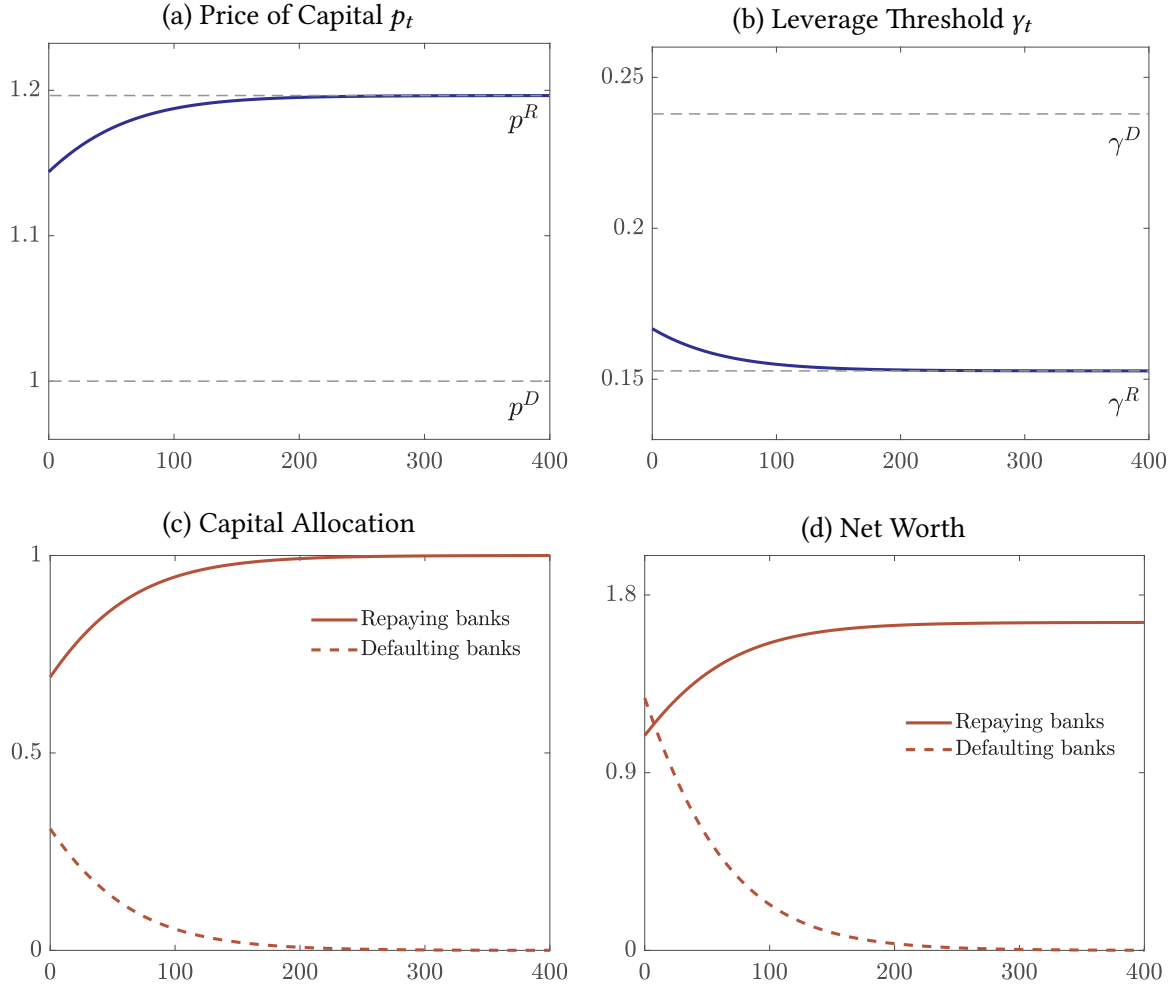 (a) Price of Capital p_t
1.2
1.1
1
p^R
p^D
0
100
200
300
400
(b) Leverage Threshold γ_t
0.25
0.2
0.15
γ^D
γ^R
0
100
200
300
400
(c) Capital Allocation
1
0.5
0
Repaying banks
Defaulting banks
0
100
200
300
400
(d) Net Worth
1.8
0.9
0
Repaying banks
Defaulting banks
0
100
200
300
400